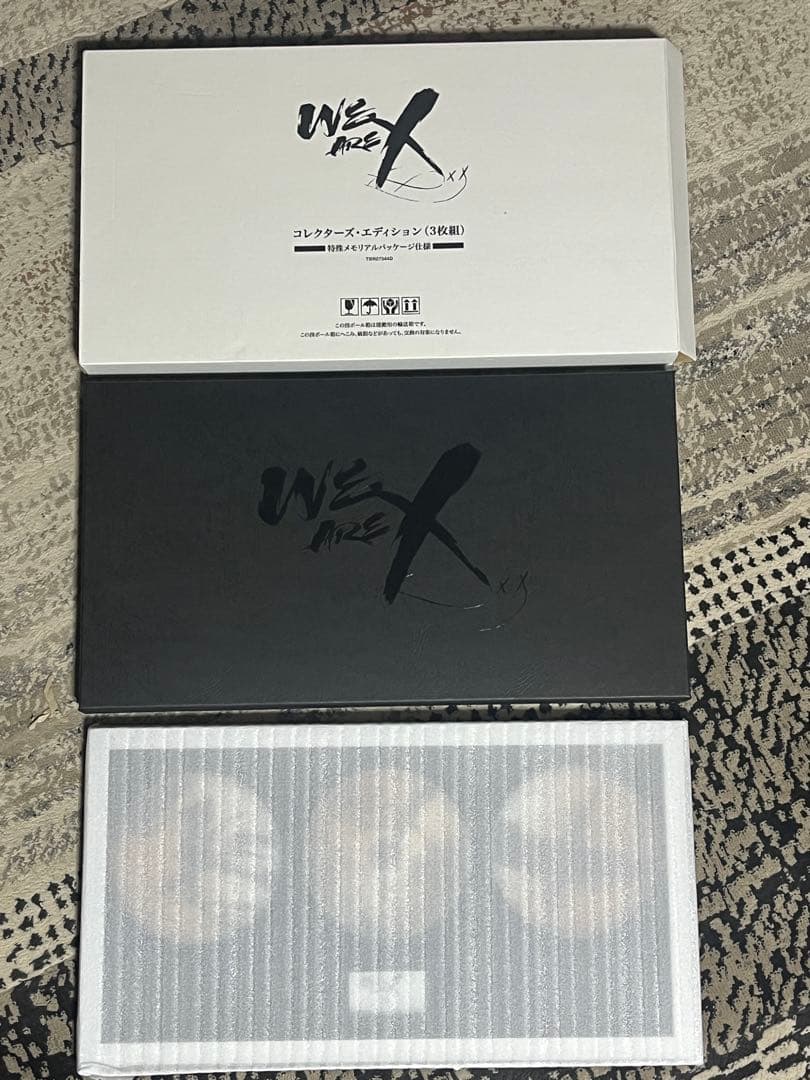 WE
ARE X
コレクターズ・エディション(3枚組)
特殊メモリアルパッケージ仕様
TBR27344D
この段ボール箱は運搬用の輸送箱です。
この段ボール箱にへこみ、破損などがあっても、交換の対象になりません。
WE
ARE X